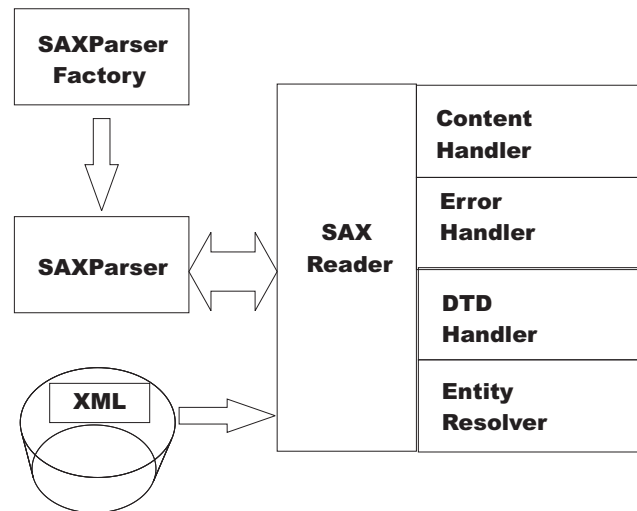 SAXParser
Factory
SAXParser
XML
SAX
Reader
Content
Handler
Error
Handler
DTD
Handler
Entity
Resolver